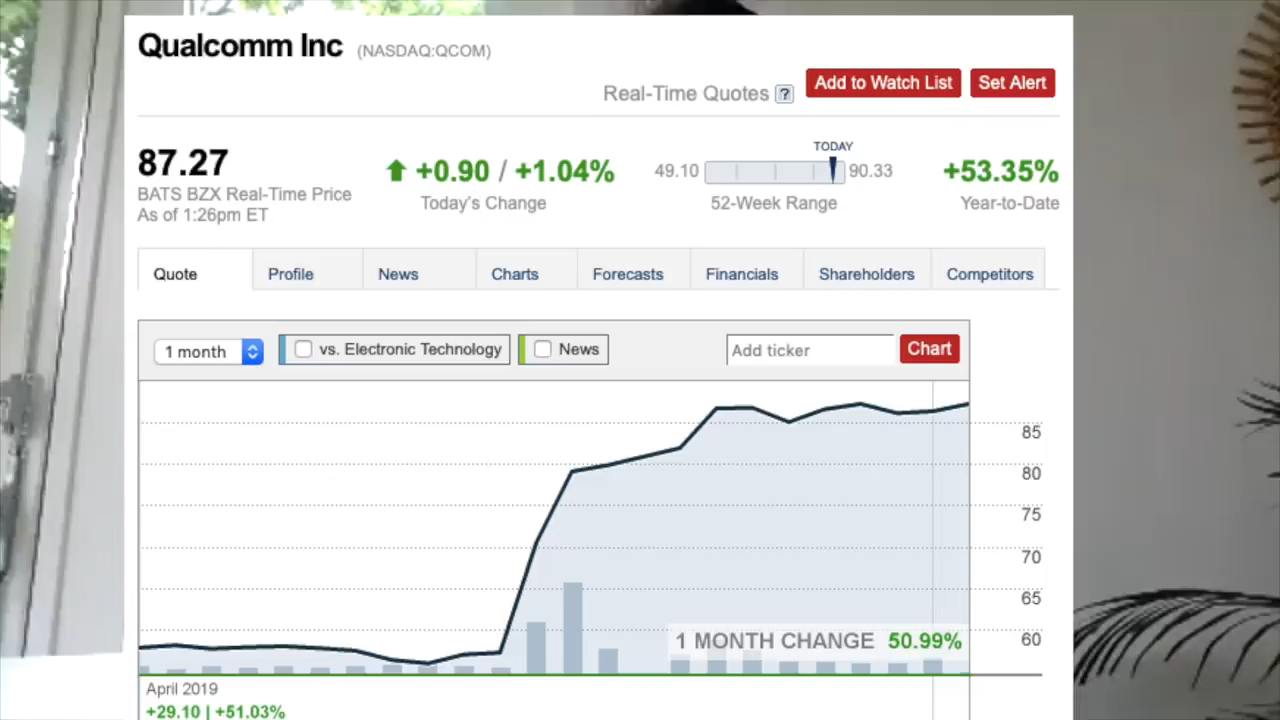 Qualcomm Inc (NASDAQ:QCOM)
Real-Time Quotes ? Add to Watch List Set Alert
TODAY
87.27 +0.90 / +1.04% 49.10 90.33 +53.35%
BATS BZX Real-Time Price Today's Change 52-Week Range Year-to-Date
As of 1:26pm ET
Quote Profile News Charts Forecasts Financials Shareholders Competitors
1 month vs. Electronic Technology News Add ticker Chart
85
80
75
70
65
60
1 MONTH CHANGE 50.99%
April 2019
+29.10 | +51.03%